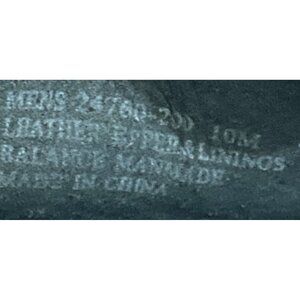 MENS 24760-200 10M
LEATHER UPPER & LININGS
BALANCE MANMADE
MADE IN CHINA